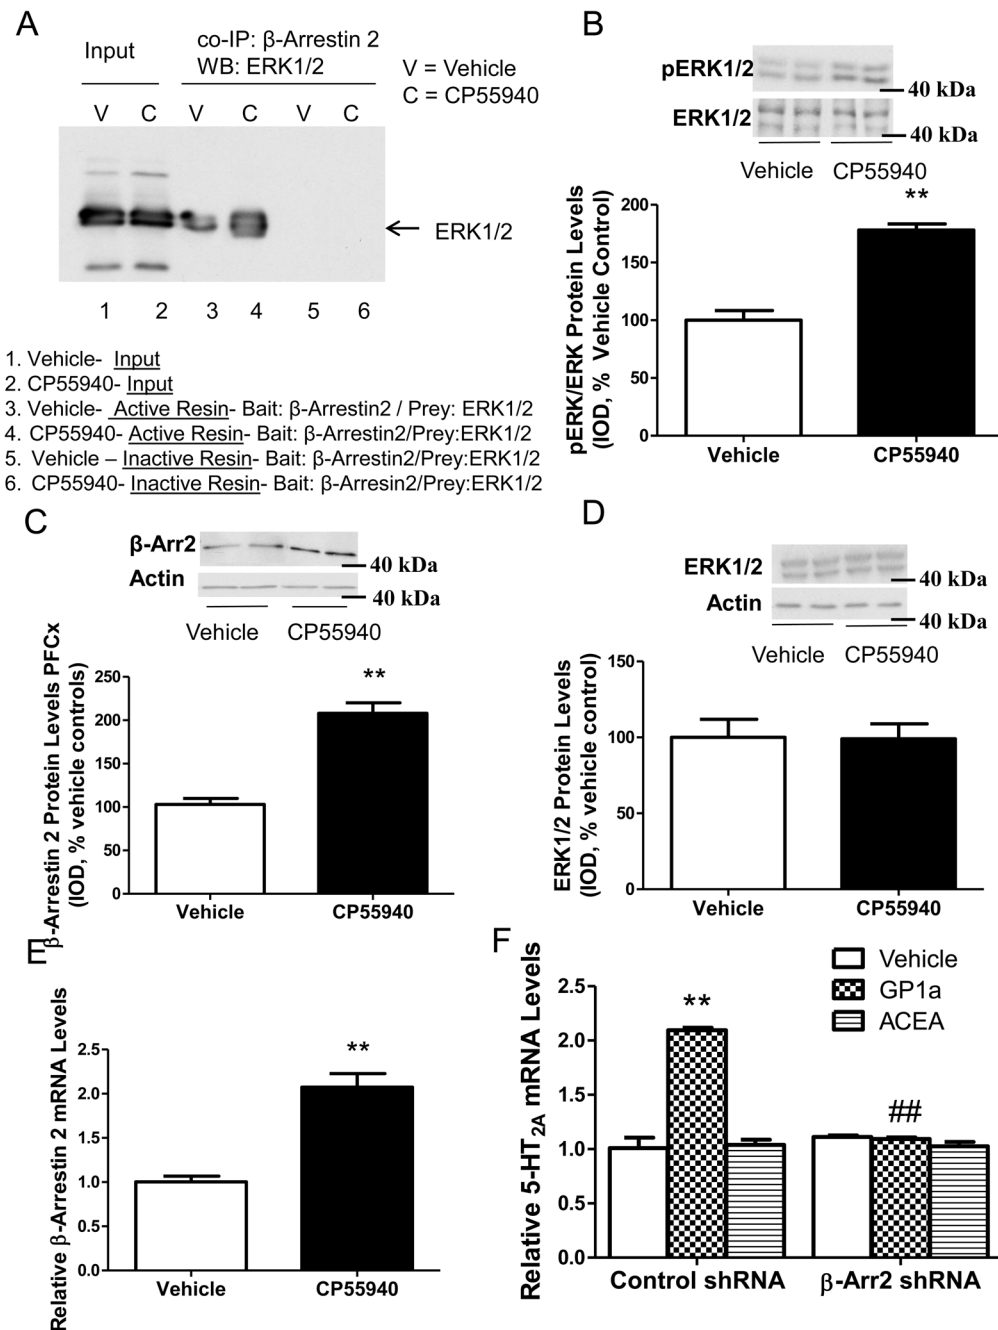 A
Input
co-IP: β-Arrestin 2
WB: ERK1/2
V = Vehicle
C = CP55940
V C V C V C
ERK1/2
1 2 3 4 5 6
1. Vehicle- Input
2. CP55940- Input
3. Vehicle- Active Resin- Bait: β-Arrestin2 / Prey: ERK1/2
4. CP55940- Active Resin- Bait: β-Arrestin2/Prey:ERK1/2
5. Vehicle – Inactive Resin- Bait: β-Arrestin2/Prey:ERK1/2
6. CP55940- Inactive Resin- Bait: β-Arresin2/Prey:ERK1/2
B
pERK1/2
40 kDa
ERK1/2
40 kDa
Vehicle CP55940
pERK/ERK Protein Levels
(IOD, % Vehicle Control)
200
150
100
50
0
**
Vehicle CP55940
C
β-Arr2
40 kDa
Actin
40 kDa
Vehicle CP55940
β-Arrestin 2 Protein Levels PFCx
(IOD, % vehicle controls)
250
200
150
100
50
0
**
Vehicle CP55940
D
ERK1/2
40 kDa
Actin
40 kDa
Vehicle CP55940
ERK1/2 Protein Levels
(IOD, % vehicle control)
150
100
50
0
Vehicle CP55940
E
Relative β-Arrestin 2 mRNA Levels
2.5
2.0
1.5
1.0
0.5
0.0
**
Vehicle CP55940
F
Vehicle
GP1a
ACEA
Relative 5-HT2A mRNA Levels
2.5
2.0
1.5
1.0
0.5
0.0
**
##
Control shRNA β-Arr2 shRNA